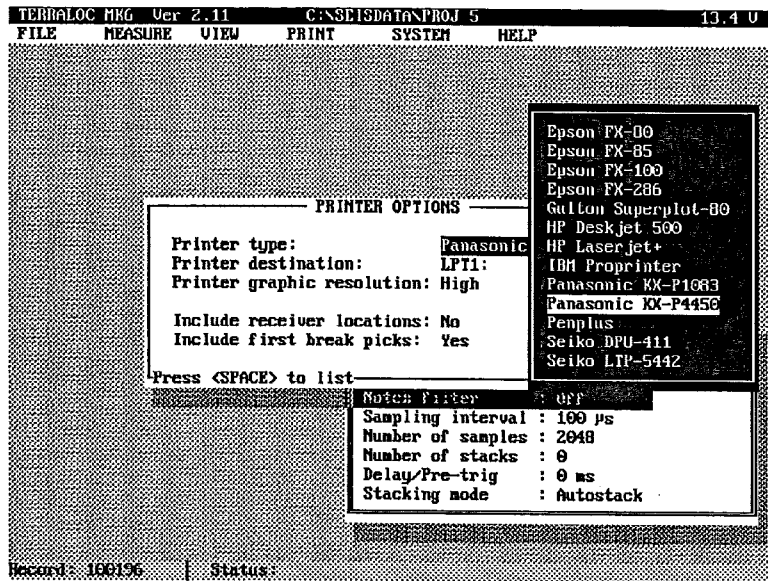 TERRALOC MK6 Ver 2.11 C:\SEISDATA\PROJ 5 13.4 V
FILE MEASURE VIEW PRINT SYSTEM HELP
Epson FX-80
Epson FX-85
Epson FX-100
Epson FX-286
Gulton Superplot-80
HP Deskjet 500
HP Laserjet+
IBM Proprinter
Panasonic KX-P1083
Panasonic KX-P4450
Penplus
Seiko DPU-411
Seiko LTP-5442
PRINTER OPTIONS
Printer type: Panasonic
Printer destination: LPT1:
Printer graphic resolution: High
Include receiver locations: No
Include first break picks: Yes
Press <SPACE> to list
Notch Filter : Off
Sampling interval : 100 µs
Number of samples : 2048
Number of stacks : 0
Delay/Pre-trig : 0 ms
Stacking mode : Autostack
Record: 100196 | Status: